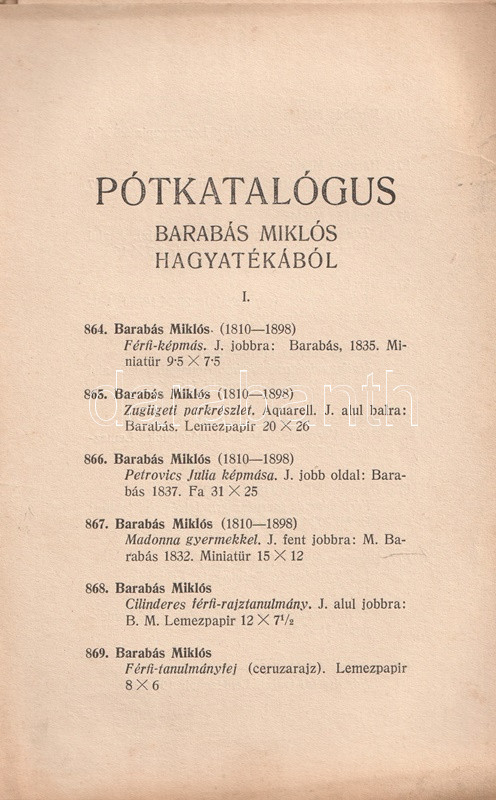 PÓTKATALÓGUS
BARABÁS MIKLÓS
HAGYATÉKÁBÓL
I.
864. Barabás Miklós. (1810—1898)
Férfi-képmás. J. jobbra: Barabás, 1835. Mi-
niatür 9·5 × 7·5
865. Barabás Miklós (1810—1898)
Zugligeti parkrészlet. Aquarell. J. alul balra:
Barabás. Lemezpapir 20 × 26
866. Barabás Miklós (1810—1898)
Petrovics Julia képmása. J. jobb oldal: Bara-
bás 1837. Fa 31 × 25
867. Barabás Miklós (1810—1898)
Madonna gyermekkel. J. fent jobbra: M. Ba-
rabás 1832. Miniatür 15 × 12
868. Barabás Miklós
Cilinderes férfi-rajztanulmány. J. alul jobbra:
B. M. Lemezpapir 12 × 7½
869. Barabás Miklós
Férfi-tanulmányfej (ceruzarajz). Lemezpapir
8 × 6
darabanth